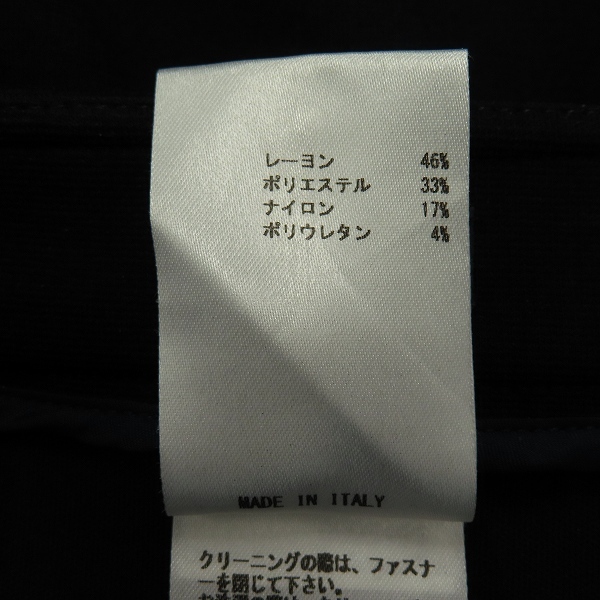 レーヨン 46%
ポリエステル 33%
ナイロン 17%
ポリウレタン 4%
MADE IN ITALY
クリーニングの際は、ファスナ
ーを閉じて下さい。